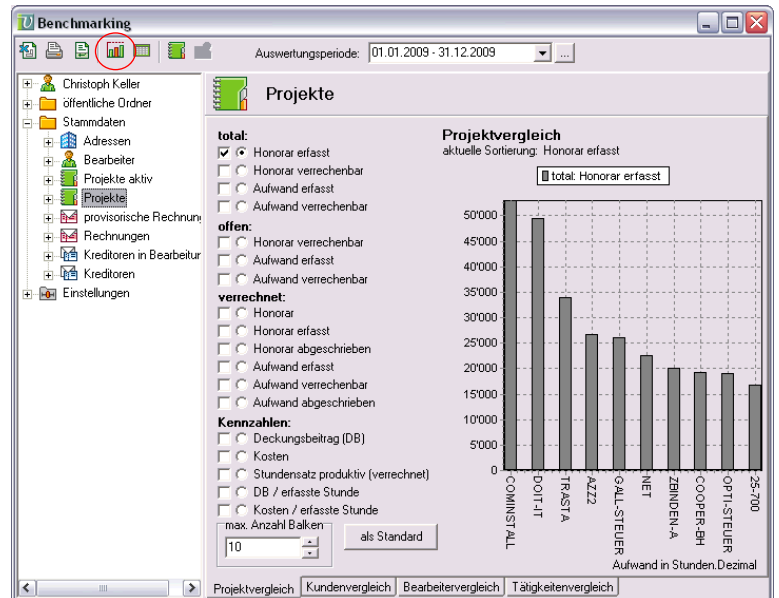 Benchmarking
Auswertungsperiode: 01.01.2009 - 31.12.2009 ...
Christoph Keller
öffentliche Ordner
Stammdaten
Adressen
Bearbeiter
Projekte aktiv
Projekte
provisorische Rechnun
Rechnungen
Kreditoren in Bearbeitur
Kreditoren
Einstellungen
Projekte
total:
Honorar erfasst
Honorar verrechenbar
Aufwand erfasst
Aufwand verrechenbar
offen:
Honorar verrechenbar
Aufwand erfasst
Aufwand verrechenbar
verrechnet:
Honorar
Honorar erfasst
Honorar abgeschrieben
Aufwand erfasst
Aufwand verrechenbar
Aufwand abgeschrieben
Kennzahlen:
Deckungsbeitrag (DB)
Kosten
Stundensatz produktiv (verrechnet)
DB / erfasste Stunde
Kosten / erfasste Stunde
max. Anzahl Balken
10
als Standard
Projektvergleich
aktuelle Sortierung: Honorar erfasst
total: Honorar erfasst
50'000
45'000
40'000
35'000
30'000
25'000
20'000
15'000
10'000
5'000
0
COMINSTALL
DOIT-IT
TRASTA
AZZ2
GALL-STEUER
NET
ZBINDEN-A
COOPER-BH
OPTI-STEUER
25-700
Aufwand in Stunden.Dezimal
Projektvergleich Kundenvergleich Bearbeitervergleich Tätigkeitenvergleich